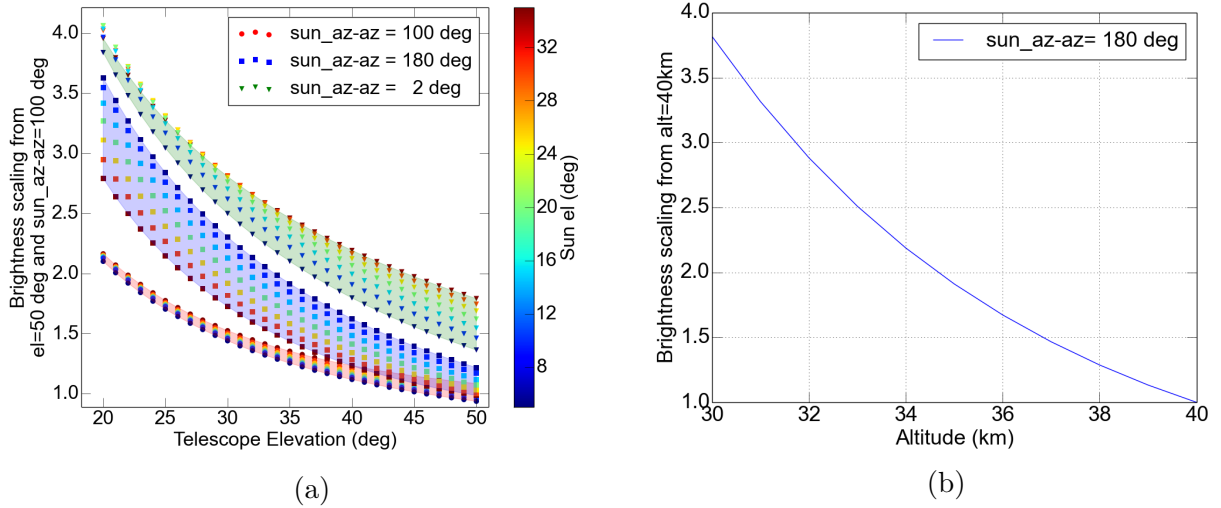 Brightness scaling from
el=50 deg and sun_az-az=100 deg
4.0
3.5
3.0
2.5
2.0
1.5
1.0
sun_az-az = 100 deg
sun_az-az = 180 deg
sun_az-az = 2 deg
20 25 30 35 40 45 50
Telescope Elevation (deg)
32
28
24
20
16
12
8
Sun el (deg)
(a)
Brightness scaling from alt=40km
4.0
3.5
3.0
2.5
2.0
1.5
1.0
sun_az-az= 180 deg
30 32 34 36 38 40
Altitude (km)
(b)